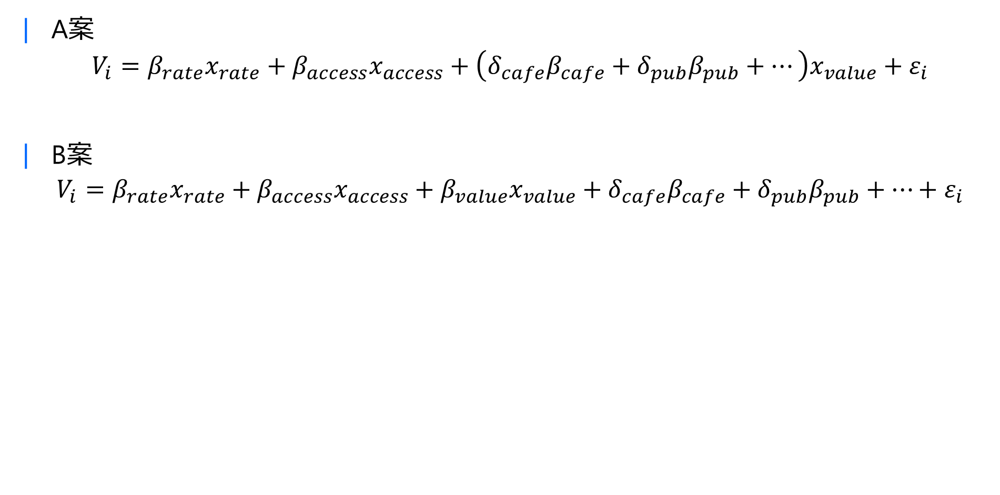 A案
V_i = β_rate x_rate + β_access x_access + (δ_cafe β_cafe + δ_pub β_pub + ⋯) x_value + ε_i
B案
V_i = β_rate x_rate + β_access x_access + β_value x_value + δ_cafe β_cafe + δ_pub β_pub + ⋯ + ε_i